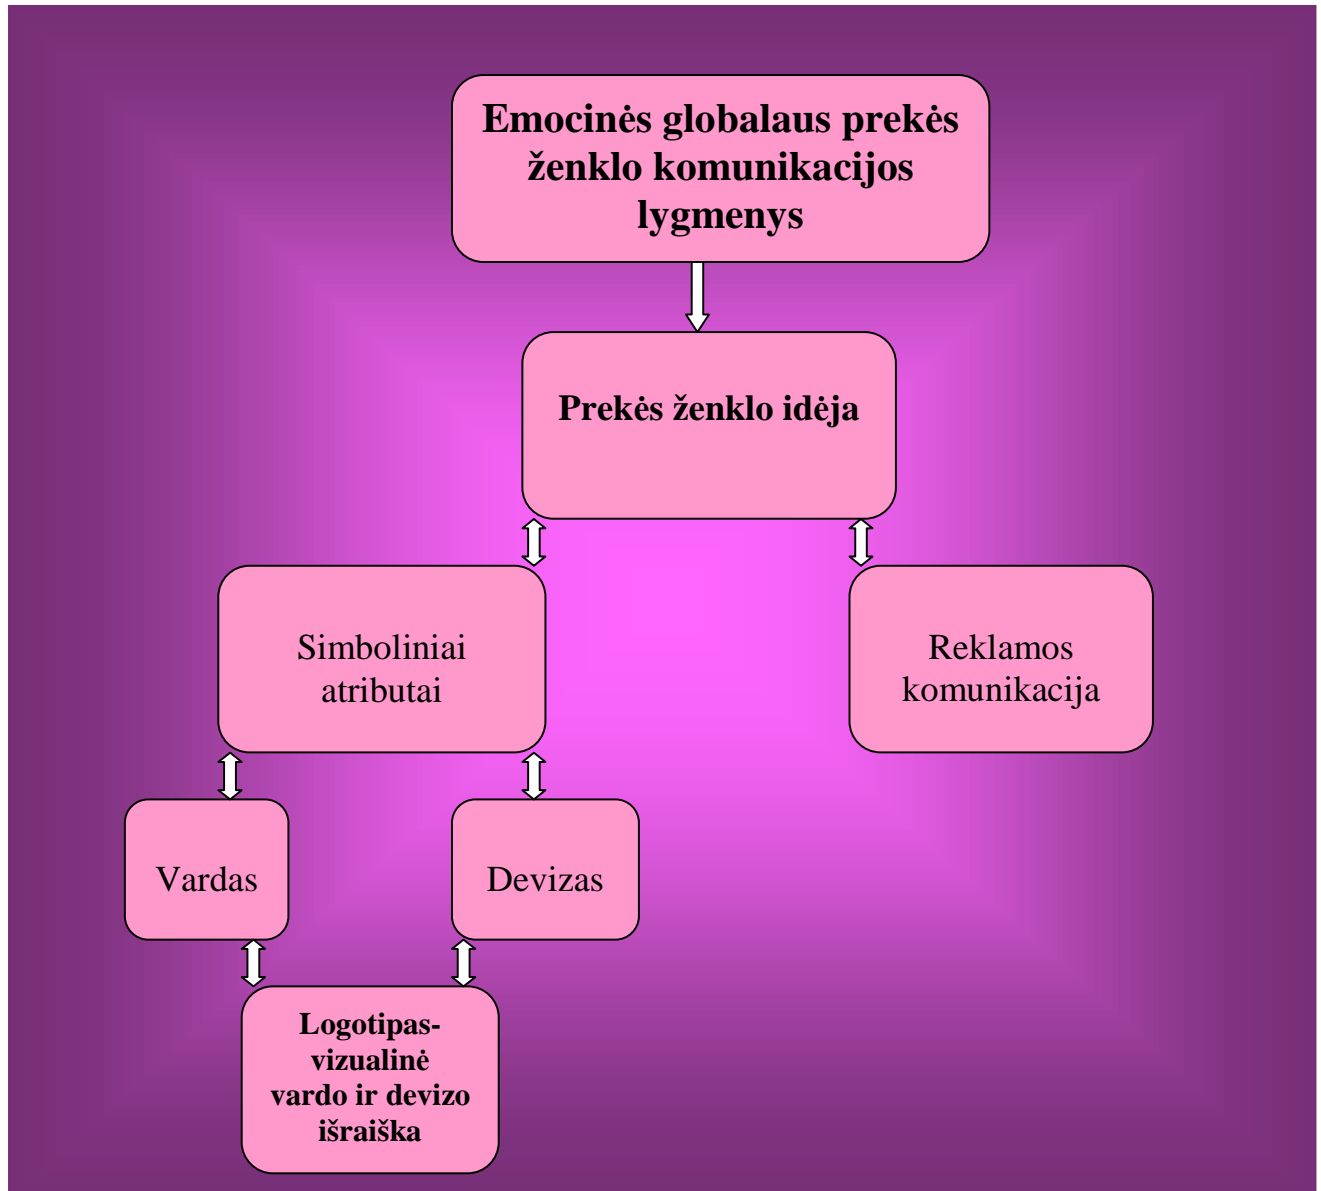 Emocinės globalaus prekės
ženklo komunikacijos
lygmenys
Prekės ženklo idėja
Simboliniai
atributai
Reklamos
komunikacija
Vardas
Devizas
Logotipas-
vizualinė
vardo ir devizo
išraiška